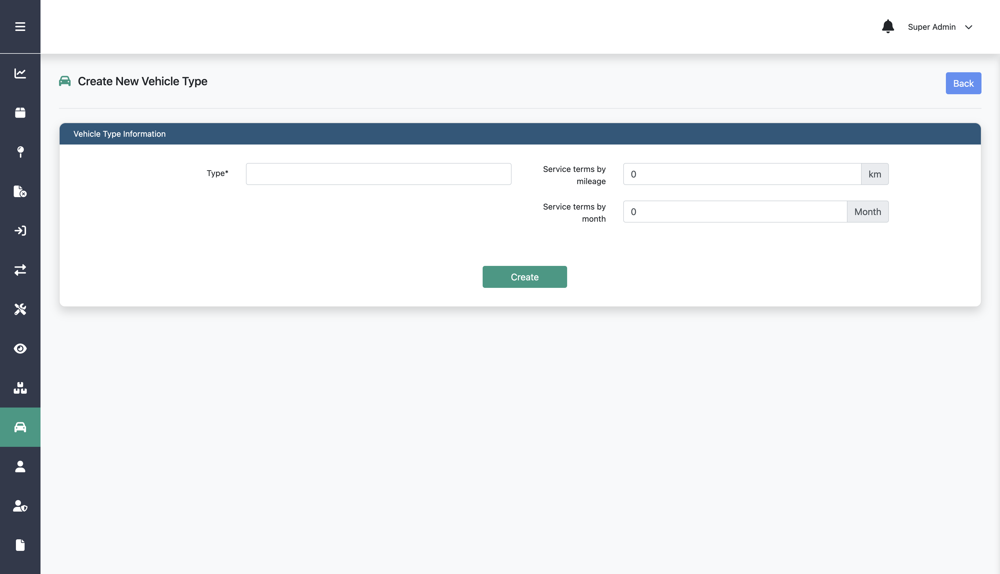 Super Admin
Create New Vehicle Type
Back
Vehicle Type Information
Type*
Service terms by
mileage
0
km
Service terms by
month
0
Month
Create